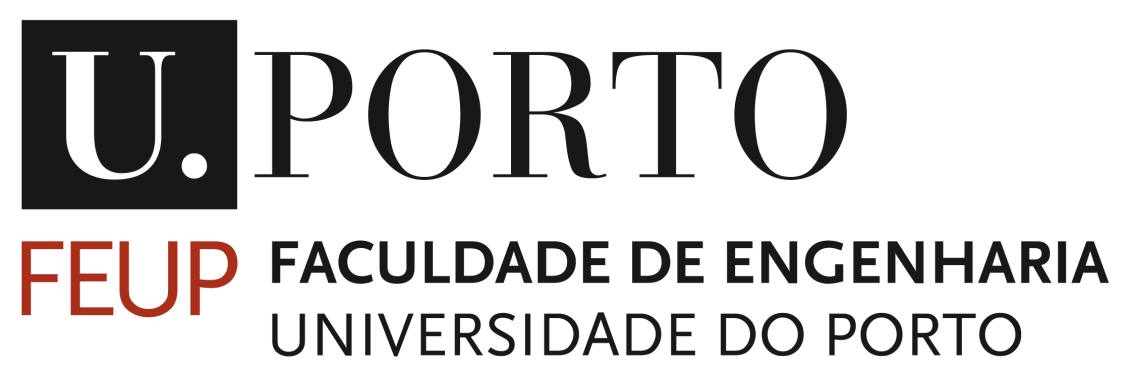 U. PORTO
FEUP FACULDADE DE ENGENHARIA
UNIVERSIDADE DO PORTO